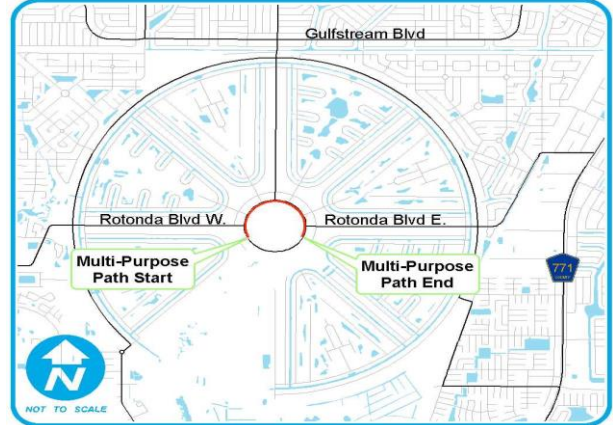 Gulfstream Blvd
Rotonda Blvd W.
Rotonda Blvd E.
Multi-Purpose
Path Start
Multi-Purpose
Path End
771
N
NOT TO SCALE